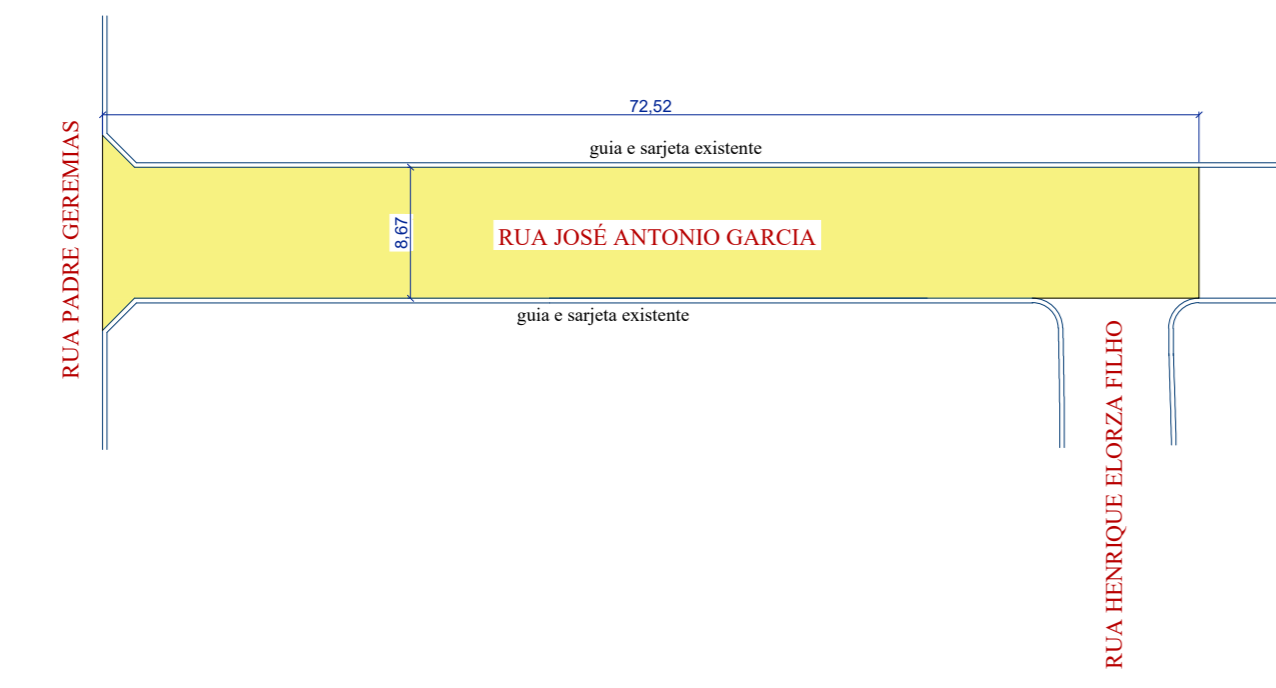 72,52
guia e sarjeta existente
RUA PADRE GEREMIAS
8,67
RUA JOSÉ ANTONIO GARCIA
guia e sarjeta existente
RUA HENRIQUE ELORZA FILHO